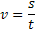 v = s/t